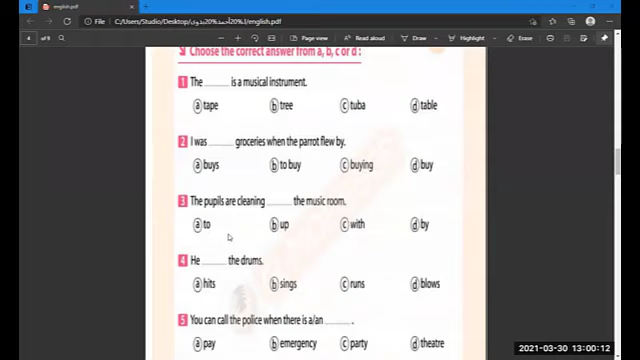 english.pdf
File | C:/Users/Studio/Desktop/
4 of 9
Page view
Read aloud
Draw
Highlight
Erase
Choose the correct answer from a, b, c or d :
1 The ........ is a musical instrument.
a tape b tree c tuba d table
2 I was ........ groceries when the parrot flew by.
a buys b to buy c buying d buy
3 The pupils are cleaning ........ the music room.
a to b up c with d by
4 He ........ the drums.
a hits b sings c runs d blows
5 You can call the police when there is a/an ........ .
a pay b emergency c party d theatre
2021-03-30 13:00:12